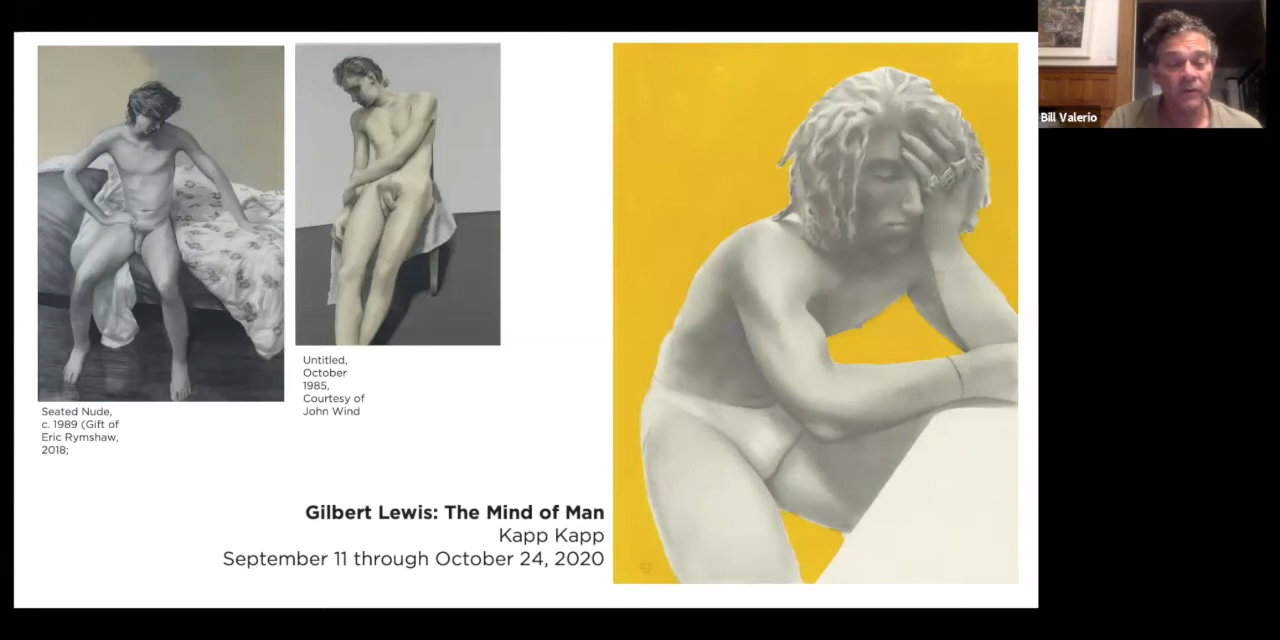 Bill Valerio
Seated Nude,
c. 1989 (Gift of
Eric Rymshaw,
2018;
Untitled,
October
1985,
Courtesy of
John Wind
Gilbert Lewis: The Mind of Man
Kapp Kapp
September 11 through October 24, 2020